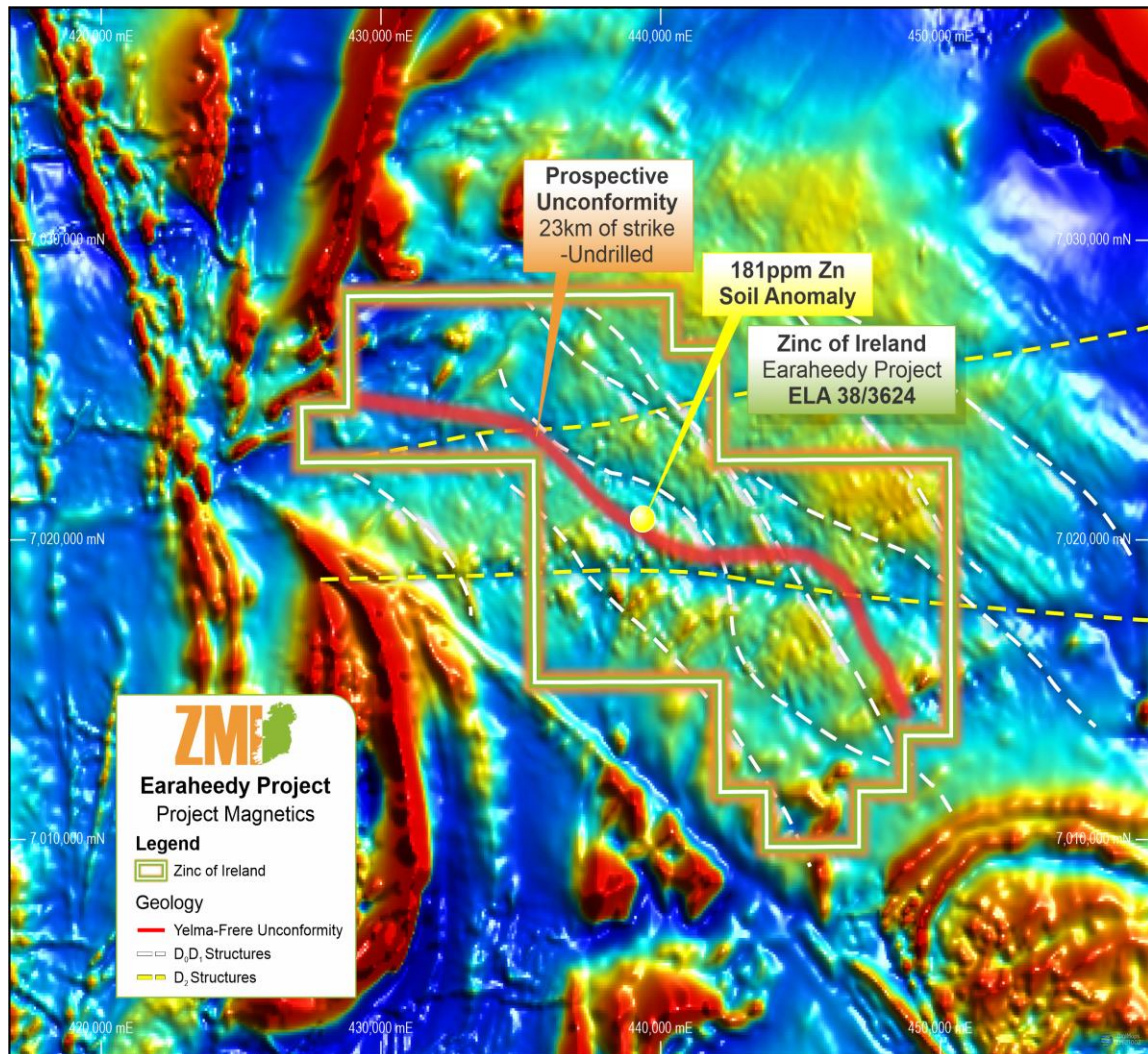 420,000 mE
430,000 mE
440,000 mE
450,000 mE
Prospective
Unconformity
23km of strike
-Undrilled
7,030,000 mN
7,030,000 mN
181ppm Zn
Soil Anomaly
Zinc of Ireland
Earaheedy Project
ELA 38/3624
7,020,000 mN
7,020,000 mN
ZMI
Earaheedy Project
Project Magnetics
Legend
Zinc of Ireland
Geology
Yelma-Frere Unconformity
D₀D₁ Structures
D₂ Structures
7,010,000 mN
7,010,000 mN
420,000 mE
430,000 mE
440,000 mE
450,000 mE